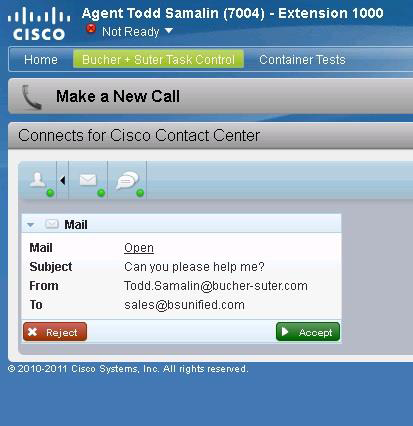 Agent Todd Samalin (7004) - Extension 1000
CISCO
Not Ready
Home Bucher + Suter Task Control Container Tests
Make a New Call
Connects for Cisco Contact Center
Mail
Mail Open
Subject Can you please help me?
From Todd.Samalin@bucher-suter.com
To sales@bsunified.com
Reject Accept
© 2010-2011 Cisco Systems, Inc. All rights reserved.